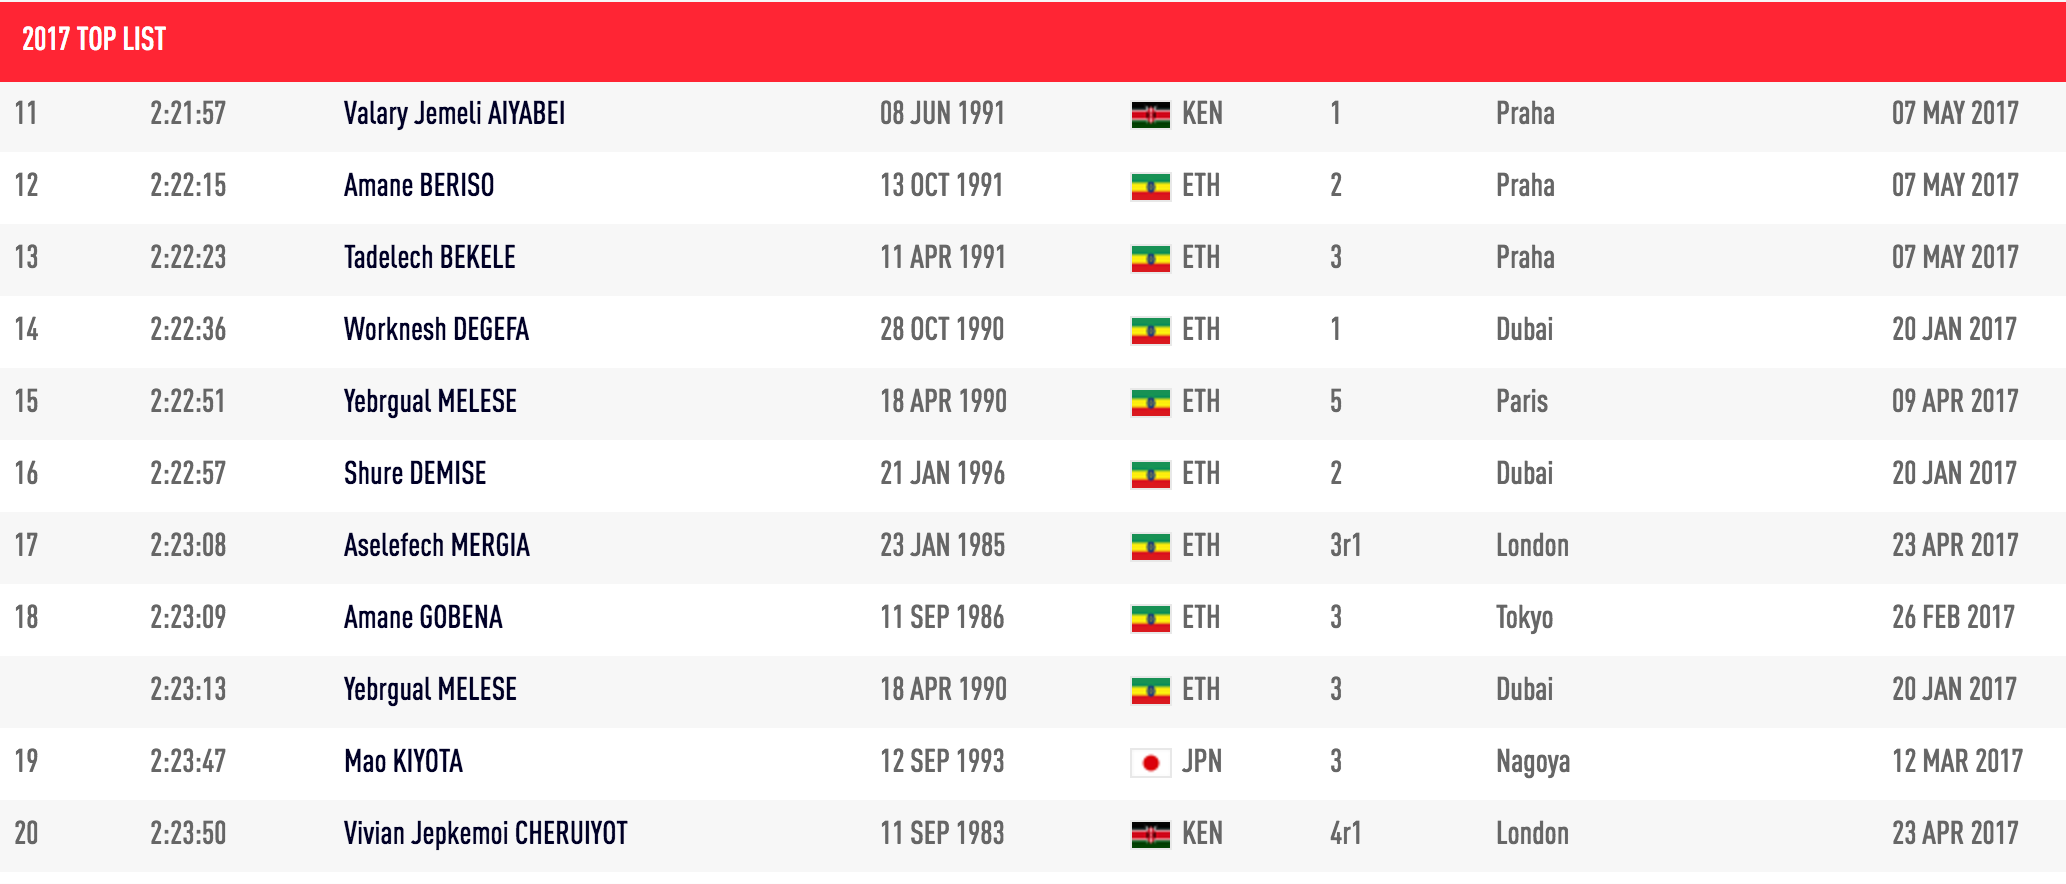 2017 TOP LIST
11 2:21:57 Valary Jemeli AIYABEI 08 JUN 1991 KEN 1 Praha 07 MAY 2017
12 2:22:15 Amane BERISO 13 OCT 1991 ETH 2 Praha 07 MAY 2017
13 2:22:23 Tadelech BEKELE 11 APR 1991 ETH 3 Praha 07 MAY 2017
14 2:22:36 Worknesh DEGEFA 28 OCT 1990 ETH 1 Dubai 20 JAN 2017
15 2:22:51 Yebrgual MELESE 18 APR 1990 ETH 5 Paris 09 APR 2017
16 2:22:57 Shure DEMISE 21 JAN 1996 ETH 2 Dubai 20 JAN 2017
17 2:23:08 Aselefech MERGIA 23 JAN 1985 ETH 3r1 London 23 APR 2017
18 2:23:09 Amane GOBENA 11 SEP 1986 ETH 3 Tokyo 26 FEB 2017
2:23:13 Yebrgual MELESE 18 APR 1990 ETH 3 Dubai 20 JAN 2017
19 2:23:47 Mao KIYOTA 12 SEP 1993 JPN 3 Nagoya 12 MAR 2017
20 2:23:50 Vivian Jepkemoi CHERUIYOT 11 SEP 1983 KEN 4r1 London 23 APR 2017